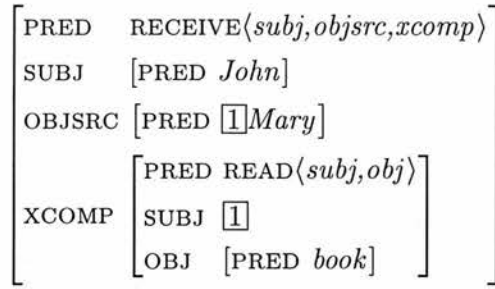 PRED RECEIVE⟨subj,objsrc,xcomp⟩
SUBJ [PRED John]
OBJSRC [PRED 1 Mary]
PRED READ⟨subj,obj⟩
XCOMP SUBJ 1
OBJ [PRED book]